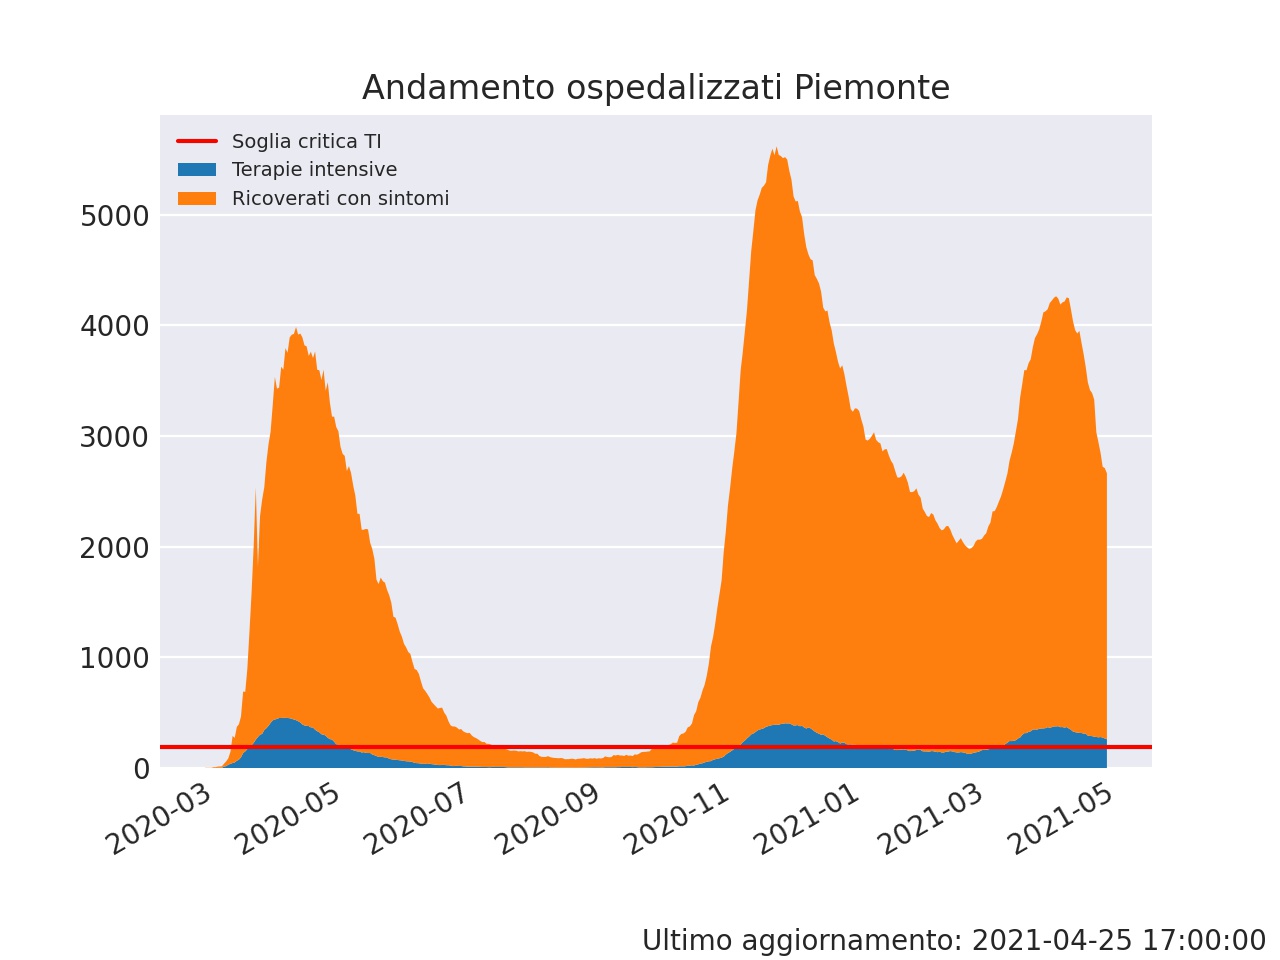 Andamento ospedalizzati Piemonte
Soglia critica TI
Terapie intensive
Ricoverati con sintomi
5000
4000
3000
2000
1000
0
2020-03
2020-05
2020-07
2020-09
2020-11
2021-01
2021-03
2021-05
Ultimo aggiornamento: 2021-04-25 17:00:00